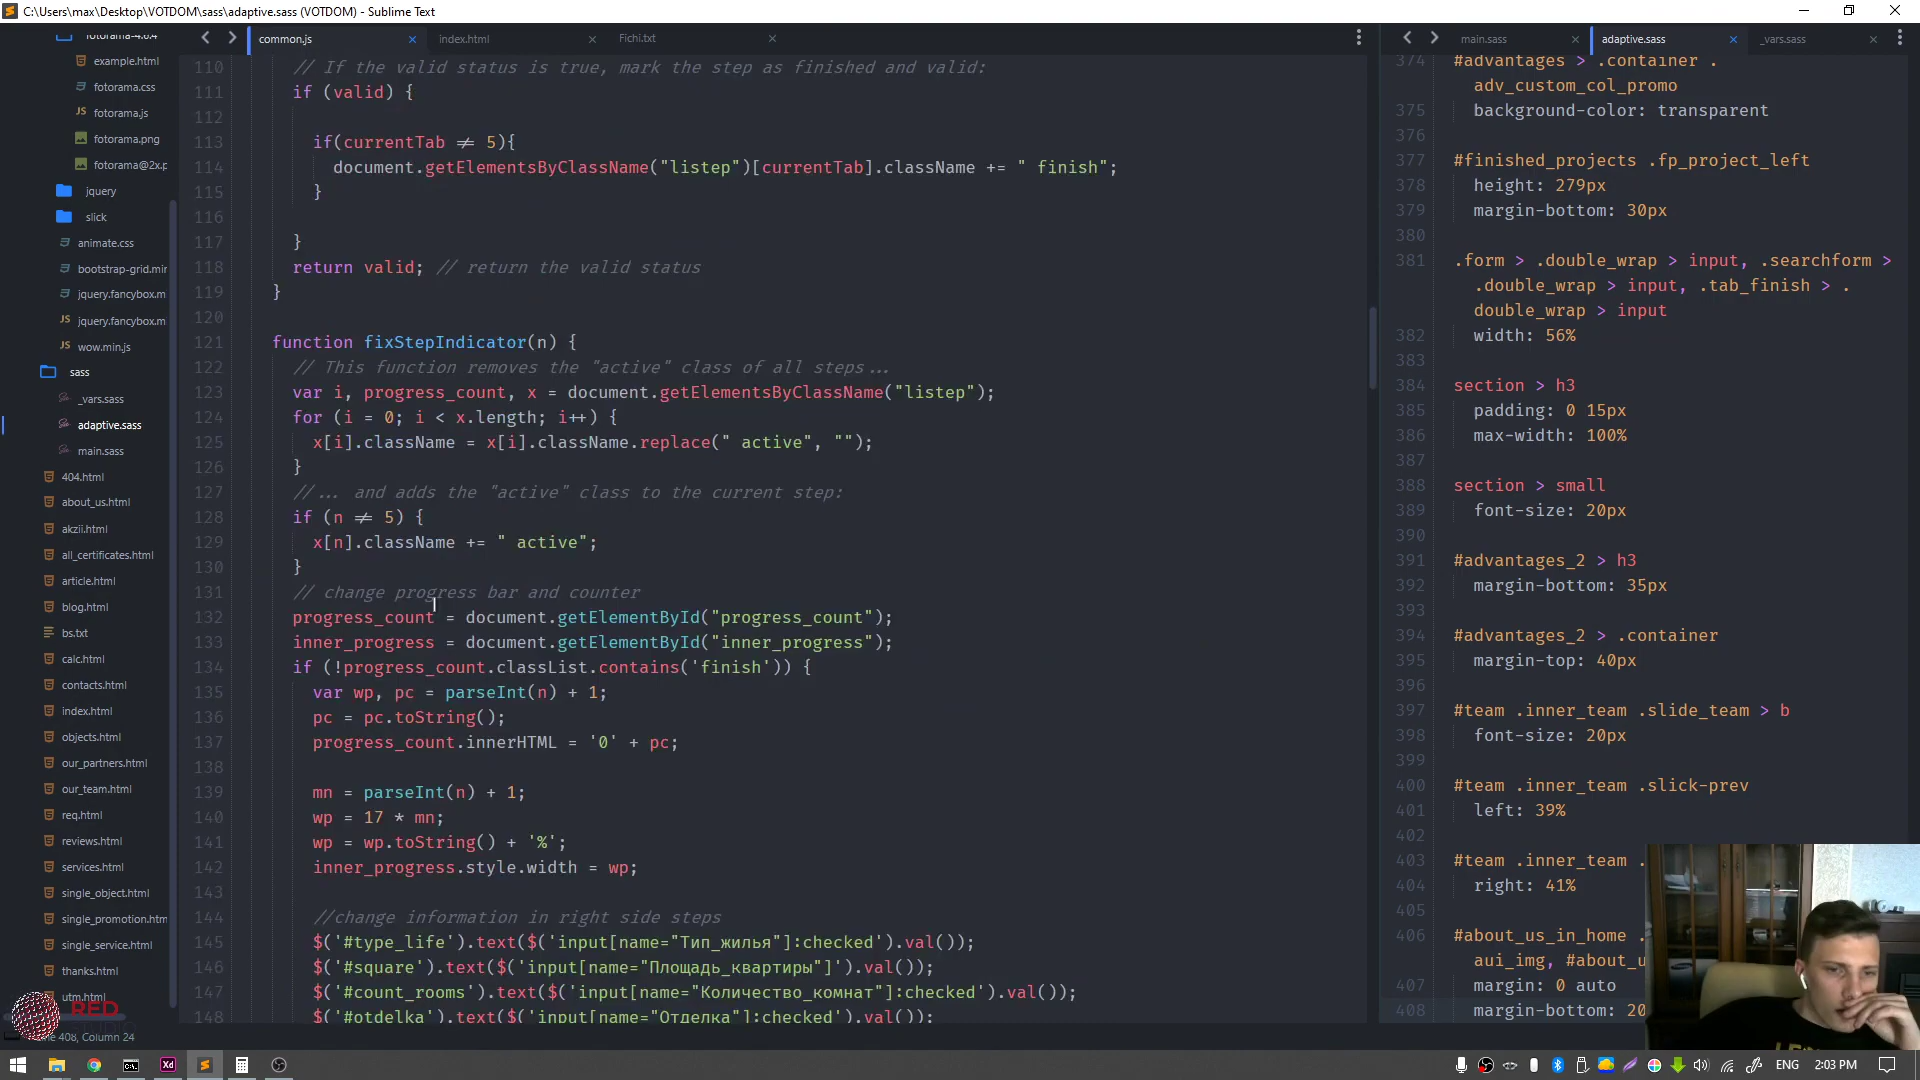 C:\Users\max\Desktop\VOTDOM\sass\adaptive.sass (VOTDOM) - Sublime Text
fotorama-4.6.4
example.html
fotorama.css
fotorama.js
fotorama.png
fotorama@2x.p
jquery
slick
animate.css
bootstrap-grid.mir
jquery.fancybox.m
jquery.fancybox.m
wow.min.js
sass
_vars.sass
adaptive.sass
main.sass
404.html
about_us.html
akzii.html
all_certificates.html
article.html
blog.html
bs.txt
calc.html
contacts.html
index.html
objects.html
our_partners.html
our_team.html
req.html
reviews.html
services.html
single_object.html
single_promotion.htm
single_service.html
thanks.html
utm.html
common.js index.html Fichi.txt
110 // If the valid status is true, mark the step as finished and valid:
111 if (valid) {
112
113 if(currentTab ≠ 5){
114 document.getElementsByClassName("listep")[currentTab].className += " finish";
115 }
116
117 }
118 return valid; // return the valid status
119 }
120
121 function fixStepIndicator(n) {
122 // This function removes the "active" class of all steps...
123 var i, progress_count, x = document.getElementsByClassName("listep");
124 for (i = 0; i < x.length; i++) {
125 x[i].className = x[i].className.replace(" active", "");
126 }
127 //... and adds the "active" class to the current step:
128 if (n ≠ 5) {
129 x[n].className += " active";
130 }
131 // change progress bar and counter
132 progress_count = document.getElementById("progress_count");
133 inner_progress = document.getElementById("inner_progress");
134 if (!progress_count.classList.contains('finish')) {
135 var wp, pc = parseInt(n) + 1;
136 pc = pc.toString();
137 progress_count.innerHTML = '0' + pc;
138
139 mn = parseInt(n) + 1;
140 wp = 17 * mn;
141 wp = wp.toString() + '%';
142 inner_progress.style.width = wp;
143
144 //change information in right side steps
145 $('#type_life').text($('input[name="Тип_жилья"]:checked').val());
146 $('#square').text($('input[name="Площадь_квартиры"]').val());
147 $('#count_rooms').text($('input[name="Количество_комнат"]:checked').val());
148 $('#otdelka').text($('input[name="Отделка"]:checked').val());
main.sass adaptive.sass _vars.sass
374 #advantages > .container .
adv_custom_col_promo
375 background-color: transparent
376
377 #finished_projects .fp_project_left
378 height: 279px
379 margin-bottom: 30px
380
381 .form > .double_wrap > input, .searchform >
.double_wrap > input, .tab_finish > .
double_wrap > input
382 width: 56%
383
384 section > h3
385 padding: 0 15px
386 max-width: 100%
387
388 section > small
389 font-size: 20px
390
391 #advantages_2 > h3
392 margin-bottom: 35px
393
394 #advantages_2 > .container
395 margin-top: 40px
396
397 #team .inner_team .slide_team > b
398 font-size: 20px
399
400 #team .inner_team .slick-prev
401 left: 39%
402
403 #team .inner_team .
404 right: 41%
405
406 #about_us_in_home .
aui_img, #about_u
407 margin: 0 auto
408 margin-bottom: 20
RED
Line 408, Column 24
Xd
ENG 2:03 PM